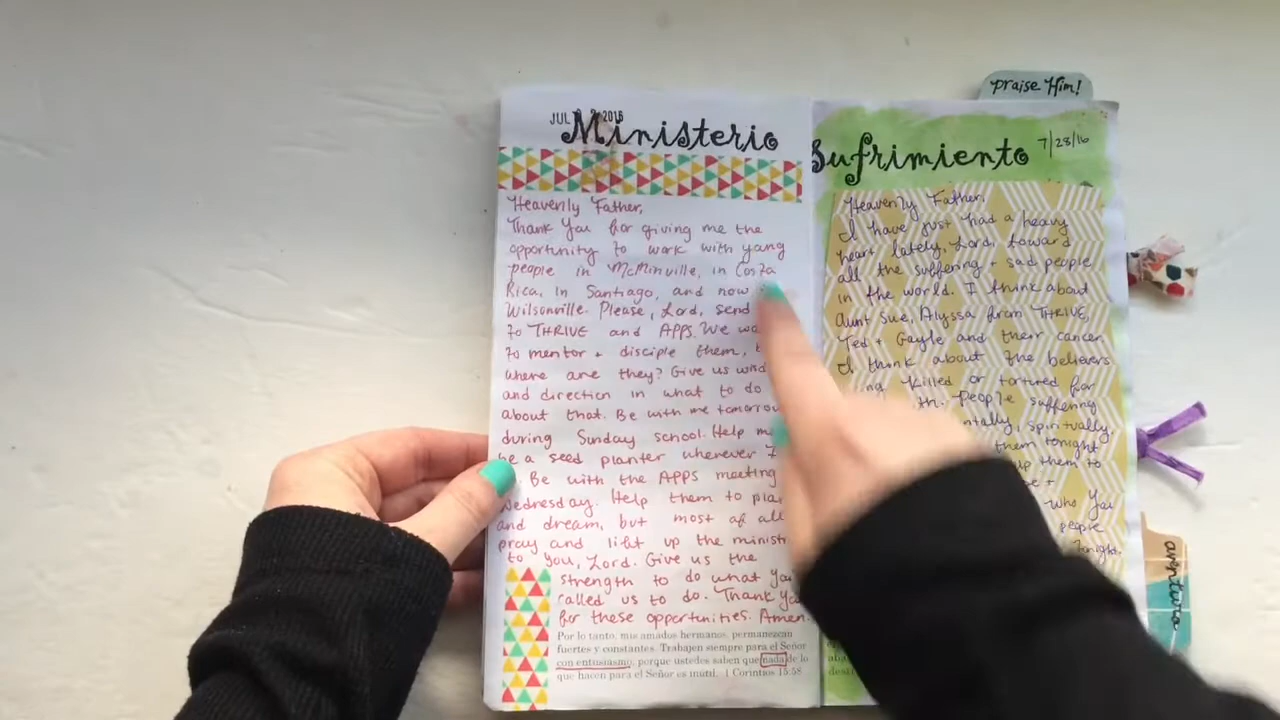 JUL 2016
Ministerio
Heavenly Father,
Thank You for giving me the
opportunity to work with young
people in McMinville, in Costa
Rica, in Santiago, and now
Wilsonville. Please, Lord, send
to THRIVE and APPS. We
to mentor + disciple them,
where are they? Give us
and direction in what to do
about that. Be with me
during Sunday school. Help
be a seed planter wherever
Be with the APPS meeting
Wednesday. Help them to
and dream, but most of all
pray and lift up the
to You, Lord. Give us the
strength to do what
called us to do. Thank
for these opportunities. Amen.
Por lo tanto, mis amados hermanos, permanezcan
fuertes y constantes. Trabajen siempre para el Señor
con entusiasmo, porque ustedes saben que nada de lo
que hacen para el Señor es inútil. 1 Corintios 15:58
praise Him!
Sufrimiento
7/28/16
Heavenly Father,
I have just had a heavy
heart lately, Lord, toward
all the suffering + sad people
in the world. I think about
Aunt Sue, Alyssa from THRIVE,
Ted + Gayle and their cancer.
I think about the believers
killed or tortured for
people suffering
spiritually
them tonight
up them to
+
who You
people
tonight.
aventura